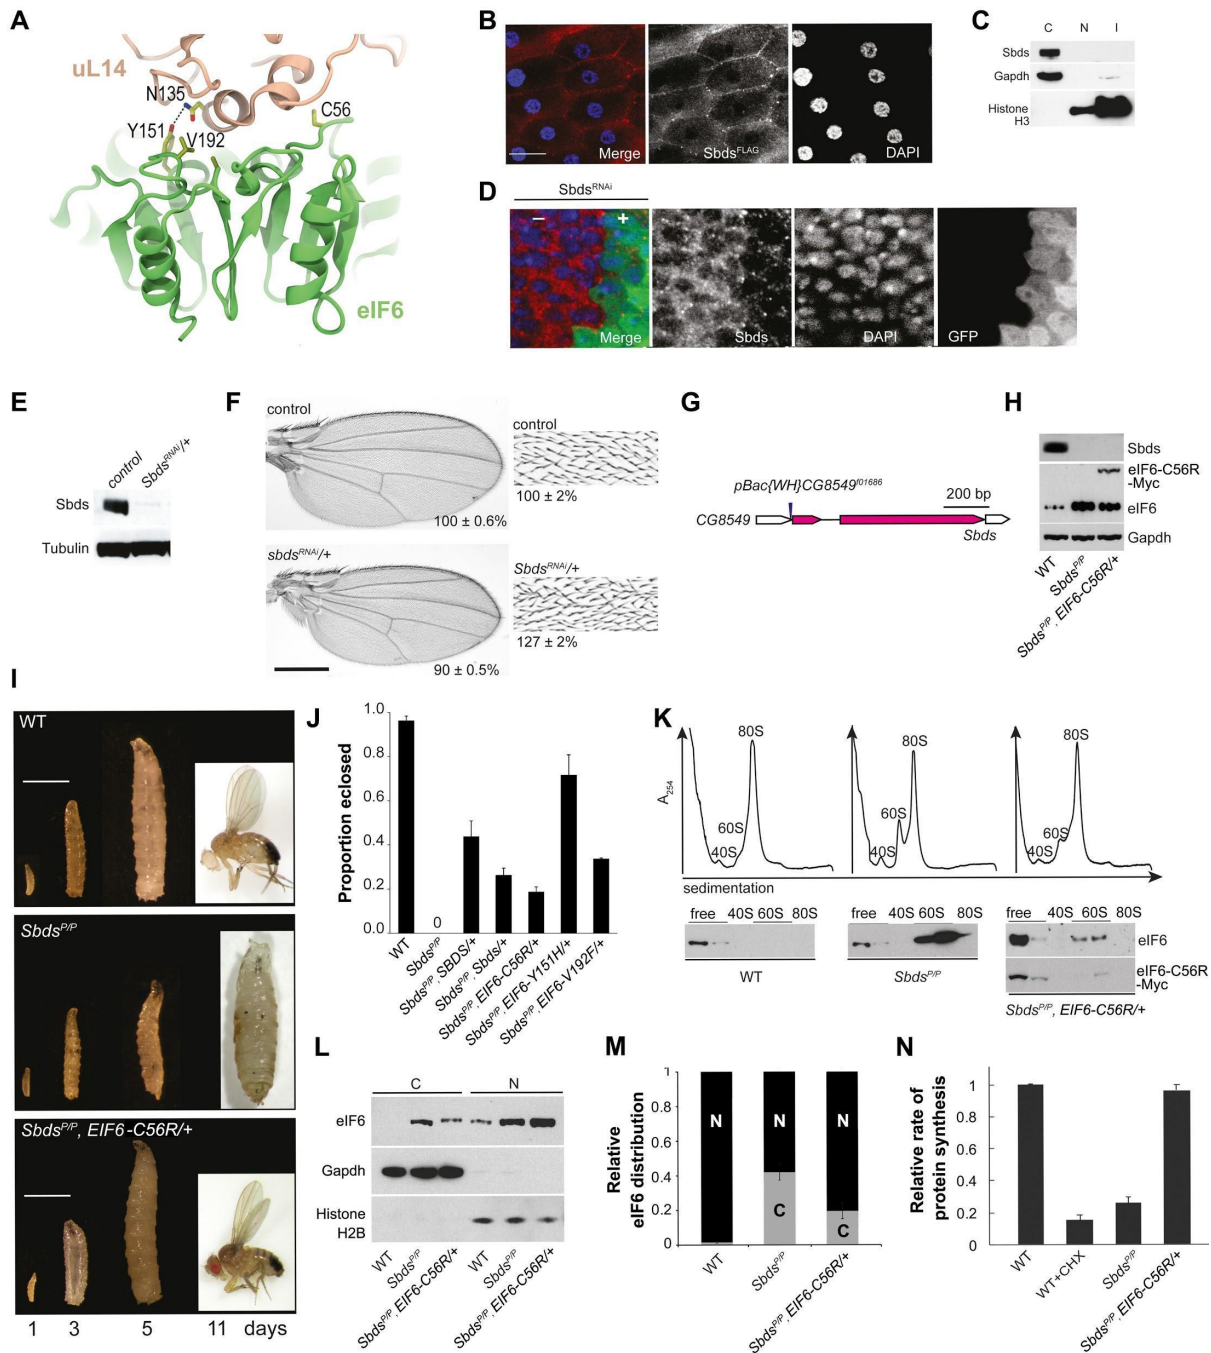 A
uL14
N135
Y151
V192
C56
eIF6
B
Merge
Sbds^FLAG
DAPI
C
C N I
Sbds
Gapdh
Histone
H3
D
Sbds^RNAi
– +
Merge
Sbds
DAPI
GFP
E
control
Sbds^RNAi/+
Sbds
Tubulin
F
control
100 ± 0.6%
control
100 ± 2%
sbds^RNAi/+
90 ± 0.5%
Sbds^RNAi/+
127 ± 2%
G
pBac{WH}CG8549^f01686
200 bp
CG8549
Sbds
H
Sbds
eIF6-C56R
-Myc
eIF6
Gapdh
WT
Sbds^P/P
Sbds^P/P, EIF6-C56R/+
I
WT
Sbds^P/P
Sbds^P/P, EIF6-C56R/+
1 3 5 11 days
J
Proportion eclosed
1.0
0.8
0.6
0.4
0.2
0.0
0
WT
Sbds^P/P
Sbds^P/P, SBDS/+
Sbds^P/P, Sbds/+
Sbds^P/P, EIF6-C56R/+
Sbds^P/P, EIF6-Y151H/+
Sbds^P/P, EIF6-V192F/+
K
A254
80S
60S
40S
80S
60S
40S
80S
60S
40S
sedimentation
free 40S 60S 80S
WT
free 40S 60S 80S
Sbds^P/P
free 40S 60S 80S
eIF6
eIF6-C56R
-Myc
Sbds^P/P, EIF6-C56R/+
L
C N
eIF6
Gapdh
Histone
H2B
WT
Sbds^P/P
Sbds^P/P, EIF6-C56R/+
WT
Sbds^P/P
Sbds^P/P, EIF6-C56R/+
M
Relative
eIF6 distribution
1
0.8
0.6
0.4
0.2
0
N
N
C
N
C
WT
Sbds^P/P
Sbds^P/P, EIF6-C56R/+
N
Relative rate of
protein synthesis
1
0.8
0.6
0.4
0.2
0
WT
WT+CHX
Sbds^P/P
Sbds^P/P, EIF6-C56R/+